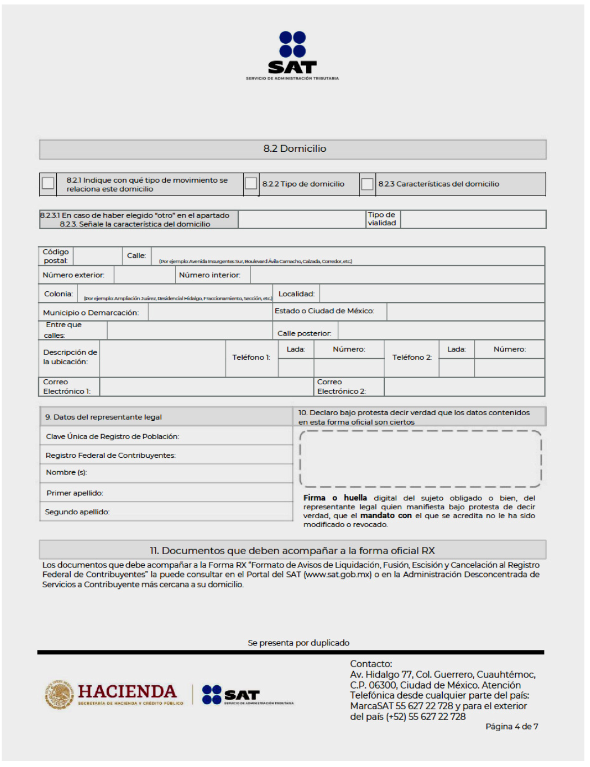 SAT
SERVICIO DE ADMINISTRACIÓN TRIBUTARIA
8.2 Domicilio
8.2.1 Indique con qué tipo de movimiento se
relaciona este domicilio
8.2.2 Tipo de domicilio
8.2.3 Características del domicilio
8.2.3.1 En caso de haber elegido "otro" en el apartado
8.2.3. Señale la característica del domicilio
Tipo de
vialidad
Código
postal:
Calle:
(Por ejemplo: Avenida Insurgentes Sur, Boulevard Ávila Camacho, Calzada, Corredor, etc.)
Número exterior:
Número interior:
Colonia:
(Por ejemplo: Ampliación Juárez, Residencial Hidalgo, Fraccionamiento, Sección, etc.)
Localidad:
Municipio o Demarcación:
Estado o Ciudad de México:
Entre que
calles:
Calle posterior:
Descripción de
la ubicación:
Teléfono 1:
Lada:
Número:
Teléfono 2:
Lada:
Número:
Correo
Electrónico 1:
Correo
Electrónico 2:
9. Datos del representante legal
10. Declaro bajo protesta decir verdad que los datos contenidos
en esta forma oficial son ciertos
Clave Única de Registro de Población:
Registro Federal de Contribuyentes:
Nombre (s):
Primer apellido:
Segundo apellido:
Firma o huella digital del sujeto obligado o bien, del
representante legal quien manifiesta bajo protesta de decir
verdad, que el mandato con el que se acredita no le ha sido
modificado o revocado.
11. Documentos que deben acompañar a la forma oficial RX
Los documentos que debe acompañar a la Forma RX "Formato de Avisos de Liquidación, Fusión, Escisión y Cancelación al Registro
Federal de Contribuyentes" la puede consultar en el Portal del SAT (www.sat.gob.mx) o en la Administración Desconcentrada de
Servicios a Contribuyente más cercana a su domicilio.
Se presenta por duplicado
HACIENDA
SECRETARÍA DE HACIENDA Y CRÉDITO PÚBLICO
SAT
SERVICIO DE ADMINISTRACIÓN TRIBUTARIA
Contacto:
Av. Hidalgo 77, Col. Guerrero, Cuauhtémoc,
C.P. 06300, Ciudad de México. Atención
Telefónica desde cualquier parte del país:
MarcaSAT 55 627 22 728 y para el exterior
del país (+52) 55 627 22 728
Página 4 de 7